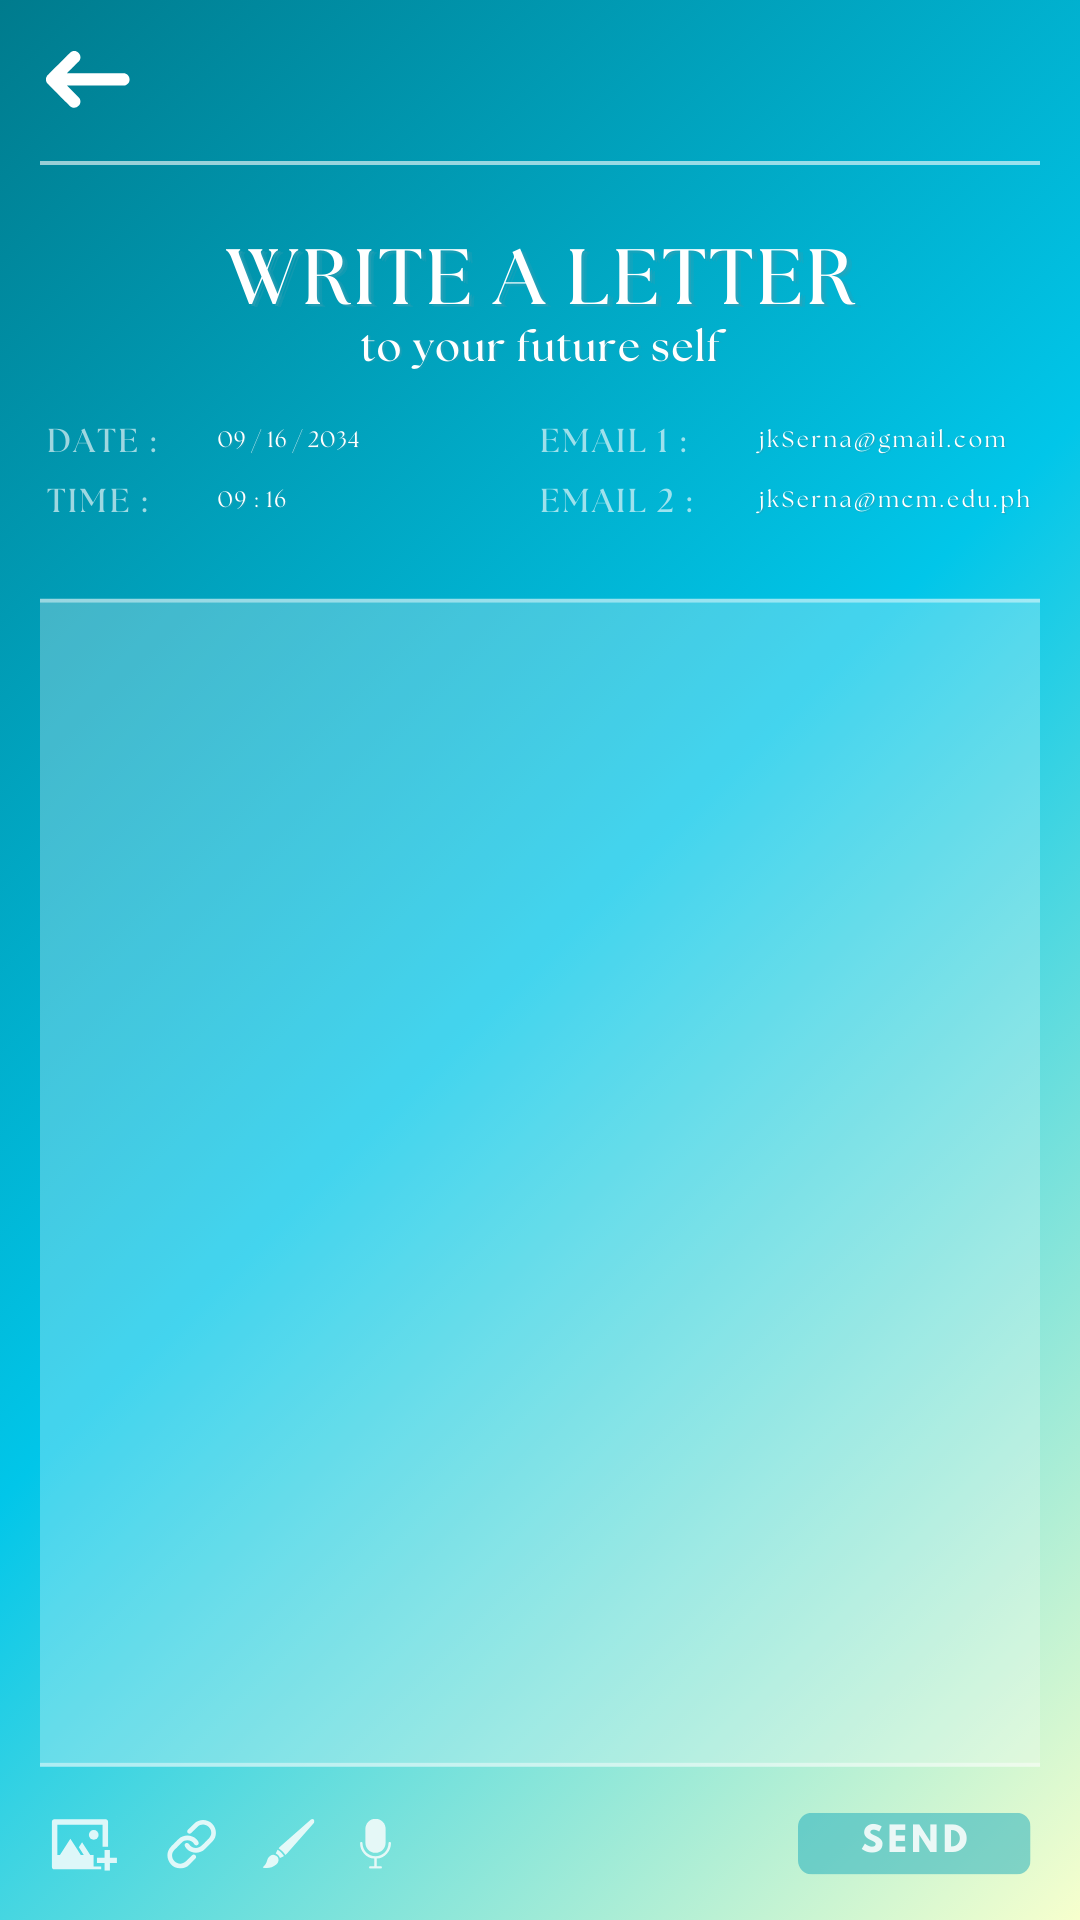 WRITE A LETTER
to your future self
DATE : 09 / 16 / 2034 EMAIL 1 : jkSerna@gmail.com
TIME : 09 : 16 EMAIL 2 : jkSerna@mcm.edu.ph
SEND